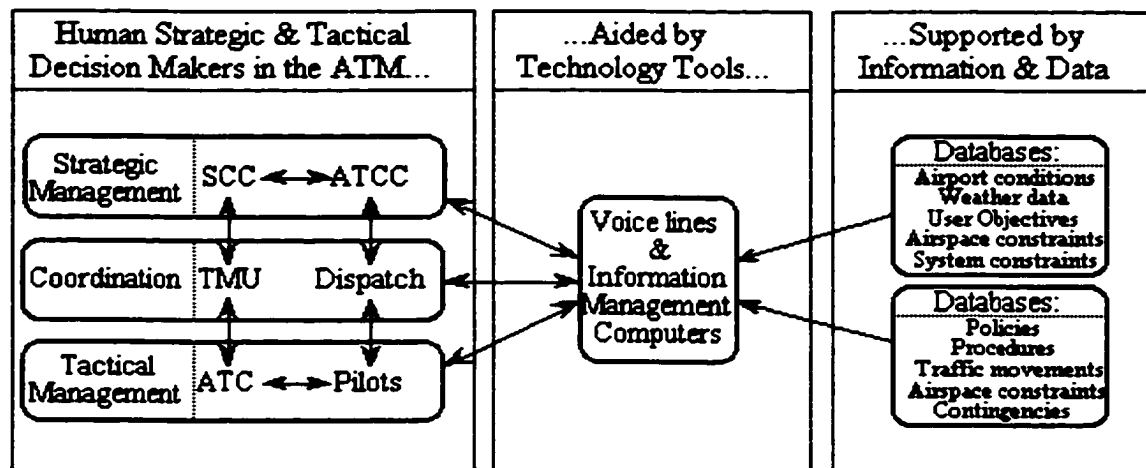 Human Strategic & Tactical
Decision Makers in the ATM...
Strategic
Management
SCC
ATCC
Coordination
TMU
Dispatch
Tactical
Management
ATC
Pilots
...Aided by
Technology Tools...
Voice lines
&
Information
Management
Computers
...Supported by
Information & Data
Databases:
Airport conditions
Weather data
User Objectives
Airspace constraints
System constraints
Databases:
Policies
Procedures
Traffic movements
Airspace constraints
Contingencies